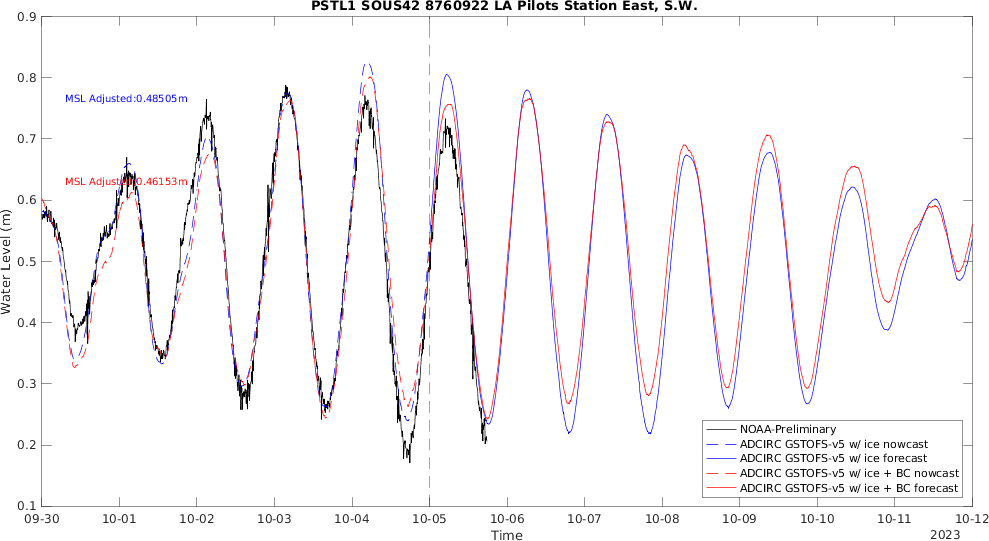 PSTL1 SOUS42 8760922 LA Pilots Station East, S.W.
0.9
0.8
0.7
0.6
0.5
0.4
0.3
0.2
0.1
Water Level (m)
MSL Adjusted:0.48505m
MSL Adjusted:0.46153m
NOAA-Preliminary
ADCIRC GSTOFS-v5 w/ ice nowcast
ADCIRC GSTOFS-v5 w/ ice forecast
ADCIRC GSTOFS-v5 w/ ice + BC nowcast
ADCIRC GSTOFS-v5 w/ ice + BC forecast
09-30 10-01 10-02 10-03 10-04 10-05 10-06 10-07 10-08 10-09 10-10 10-11 10-12
Time
2023